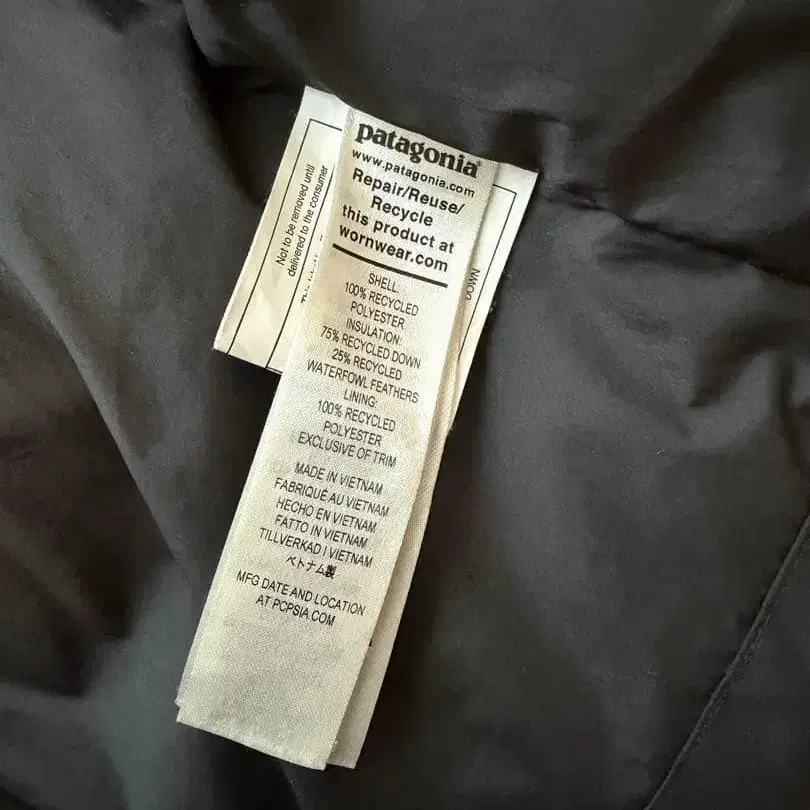 patagonia®
www.patagonia.com
Repair/Reuse/
Recycle
this product at
wornwear.com
SHELL:
100% RECYCLED
POLYESTER
INSULATION:
75% RECYCLED DOWN
25% RECYCLED
WATERFOWL FEATHERS
LINING:
100% RECYCLED
POLYESTER
EXCLUSIVE OF TRIM
MADE IN VIETNAM
FABRIQUÉ AU VIETNAM
HECHO EN VIETNAM
FATTO IN VIETNAM
TILLVERKAD I VIETNAM
ベトナム製
MFG DATE AND LOCATION
AT PCPSIA.COM
Not to be removed until
delivered to the consumer
DOWN